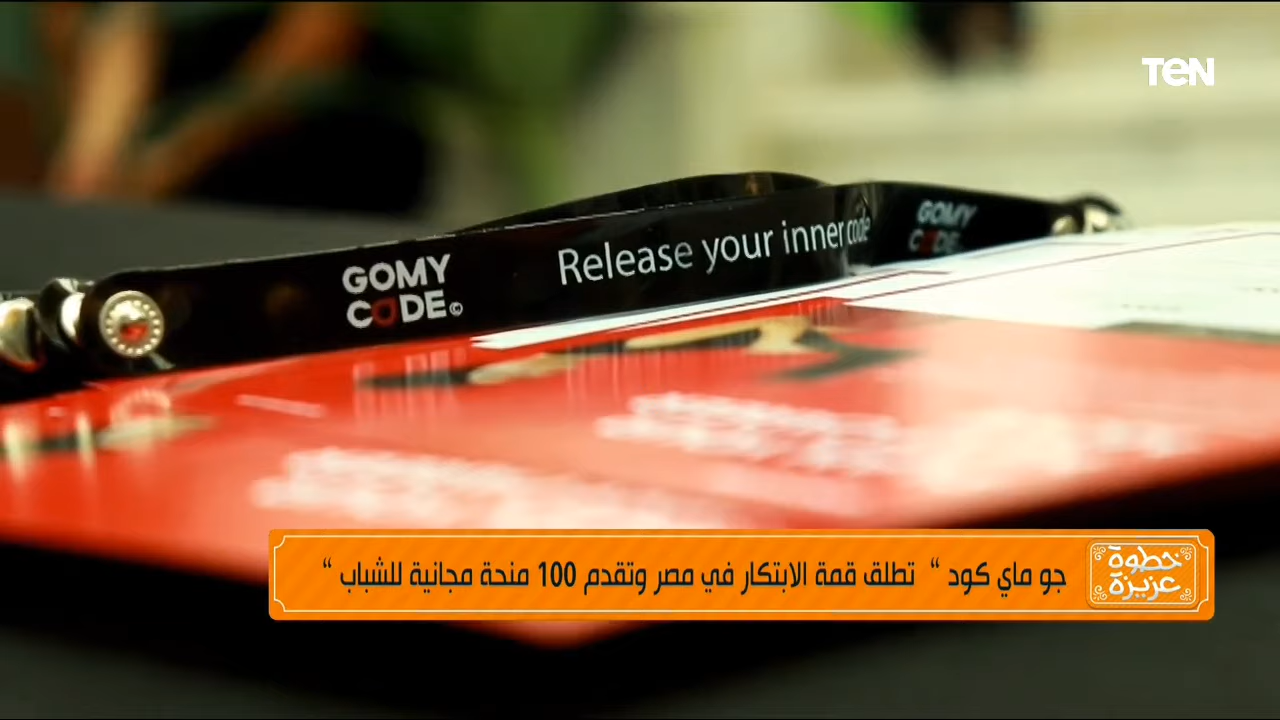 TEN
GOMY
CODE©
Release your inner code
GOMY
CODE
خطوة
عزيزة
جو ماي كود “ تطلق قمة الابتكار في مصر وتقدم 100 منحة مجانية للشباب “